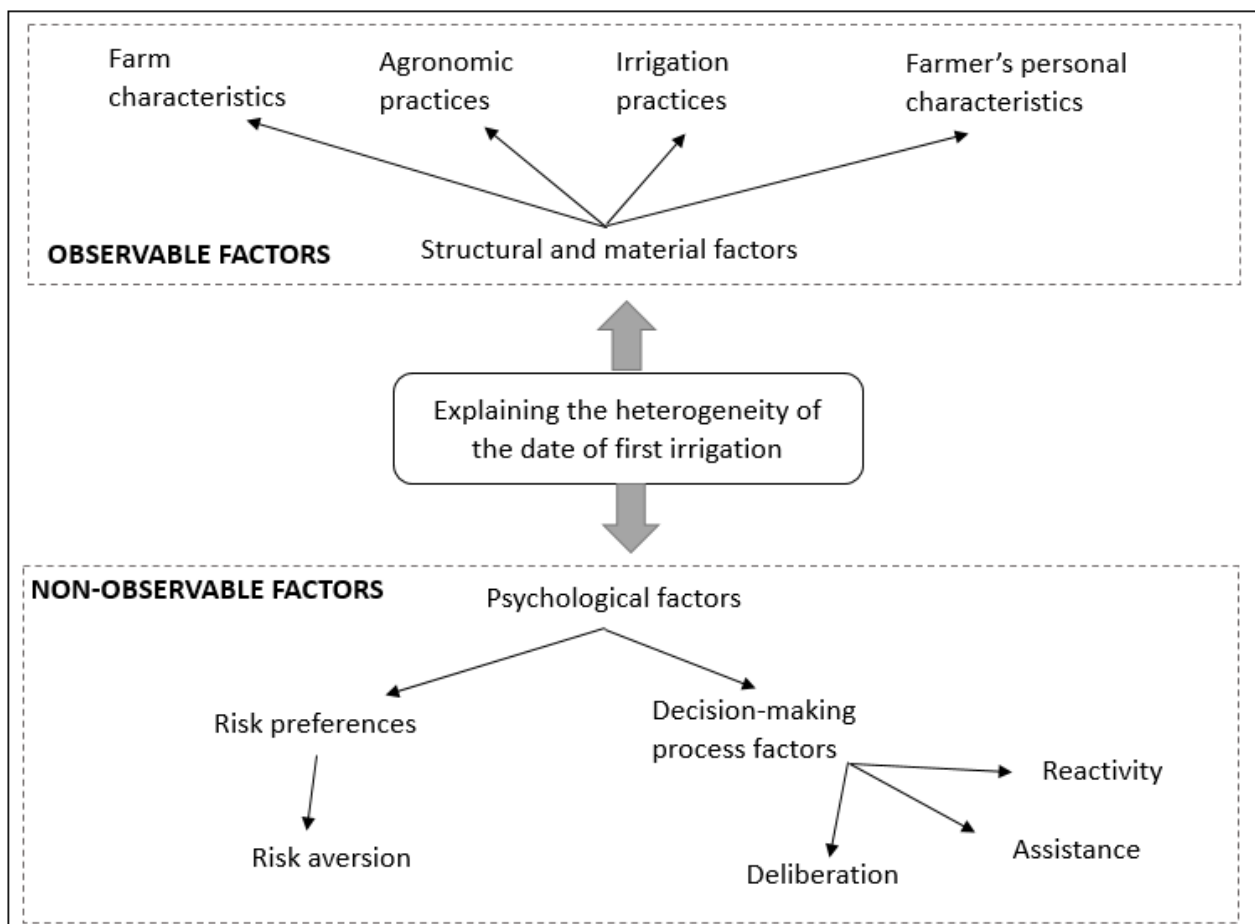 Farm
characteristics
Agronomic
practices
Irrigation
practices
Farmer’s personal
characteristics
Structural and material factors
OBSERVABLE FACTORS
Explaining the heterogeneity of
the date of first irrigation
NON-OBSERVABLE FACTORS
Psychological factors
Risk preferences
Decision-making
process factors
Reactivity
Risk aversion
Assistance
Deliberation